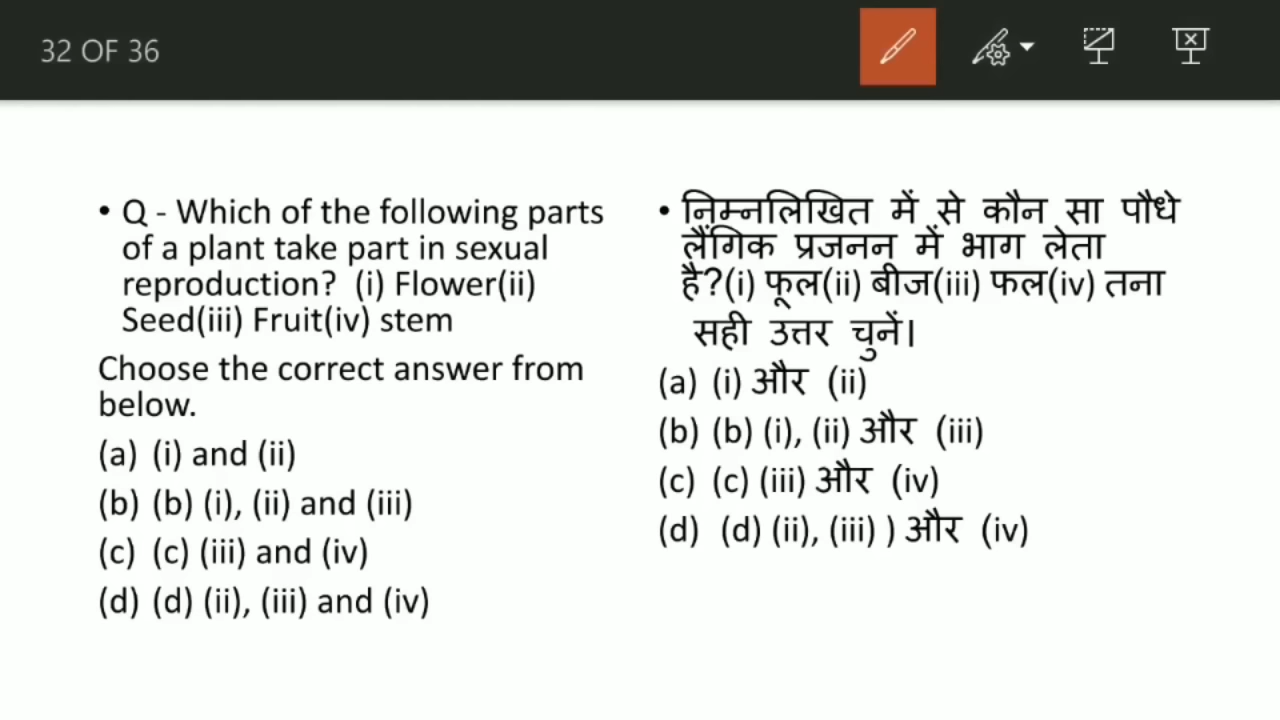 32 OF 36
• Q - Which of the following parts
of a plant take part in sexual
reproduction? (i) Flower(ii)
Seed(iii) Fruit(iv) stem
Choose the correct answer from
below.
(a) (i) and (ii)
(b) (b) (i), (ii) and (iii)
(c) (c) (iii) and (iv)
(d) (d) (ii), (iii) and (iv)
• निम्नलिखित में से कौन सा पौधे
लैंगिक प्रजनन में भाग लेता
है?(i) फूल(ii) बीज(iii) फल(iv) तना
सही उत्तर चुनें।
(a) (i) और (ii)
(b) (b) (i), (ii) और (iii)
(c) (c) (iii) और (iv)
(d) (d) (ii), (iii) ) और (iv)